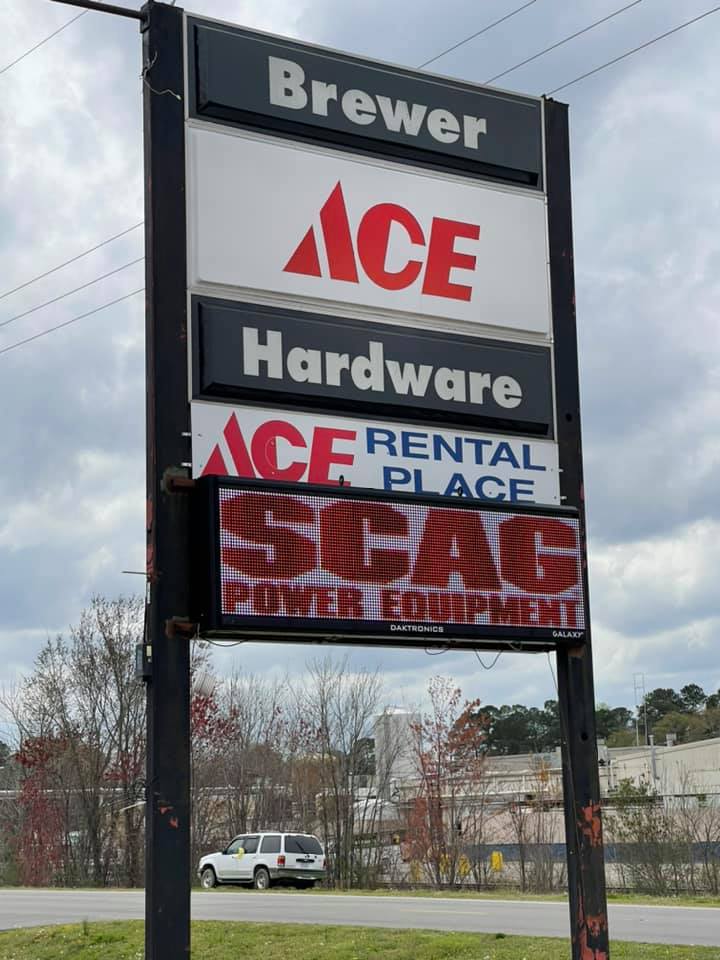 Brewer
ACE
Hardware
ACE RENTAL
PLACE
SCAG
POWER EQUIPMENT
DAKTRONICS
GALAXY